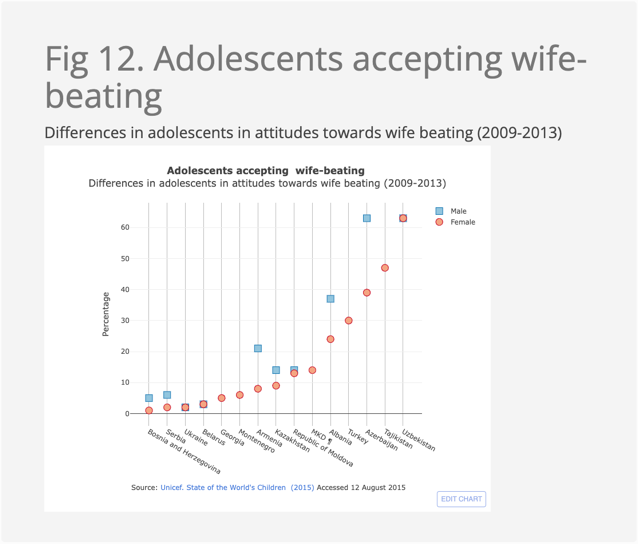 Fig 12. Adolescents accepting wife-
beating
Differences in adolescents in attitudes towards wife beating (2009-2013)
Adolescents accepting  wife-beating
Differences in adolescents in attitudes towards wife beating (2009-2013)
Male
Female
60
50
40
30
20
10
0
Percentage
Bosnia and Herzegovina
Serbia
Ukraine
Belarus
Georgia
Montenegro
Armenia
Kazakhstan
Republic of Moldova
MKD ¶
Albania
Turkey
Azerbaijan
Tajikistan
Uzbekistan
Source: Unicef. State of the World's Children  (2015) Accessed 12 August 2015
EDIT CHART